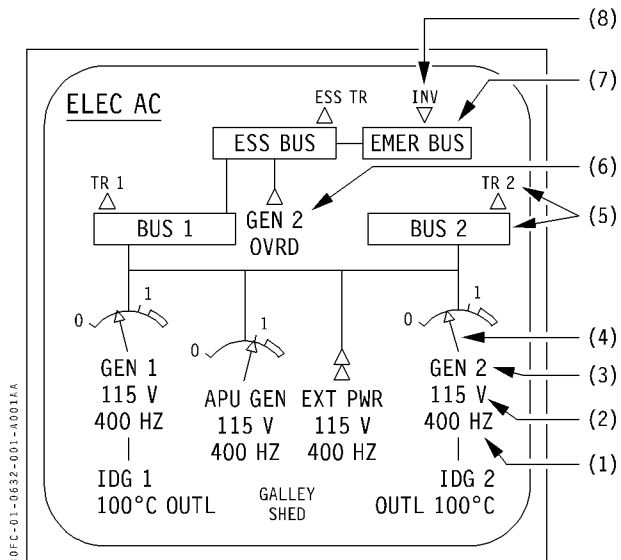 (8)
(7)
ELEC AC
ESS TR
INV
ESS BUS
EMER BUS
(6)
TR 1
TR 2
(5)
BUS 1
GEN 2
OVRD
BUS 2
0
1
0
1
0
1
(4)
GEN 1
115 V
400 HZ
APU GEN
115 V
400 HZ
EXT PWR
115 V
400 HZ
GEN 2
115 V
400 HZ
(3)
(2)
(1)
IDG 1
100°C OUTL
GALLEY
SHED
IDG 2
OUTL 100°C
0FC-01-0632-001-A001AA